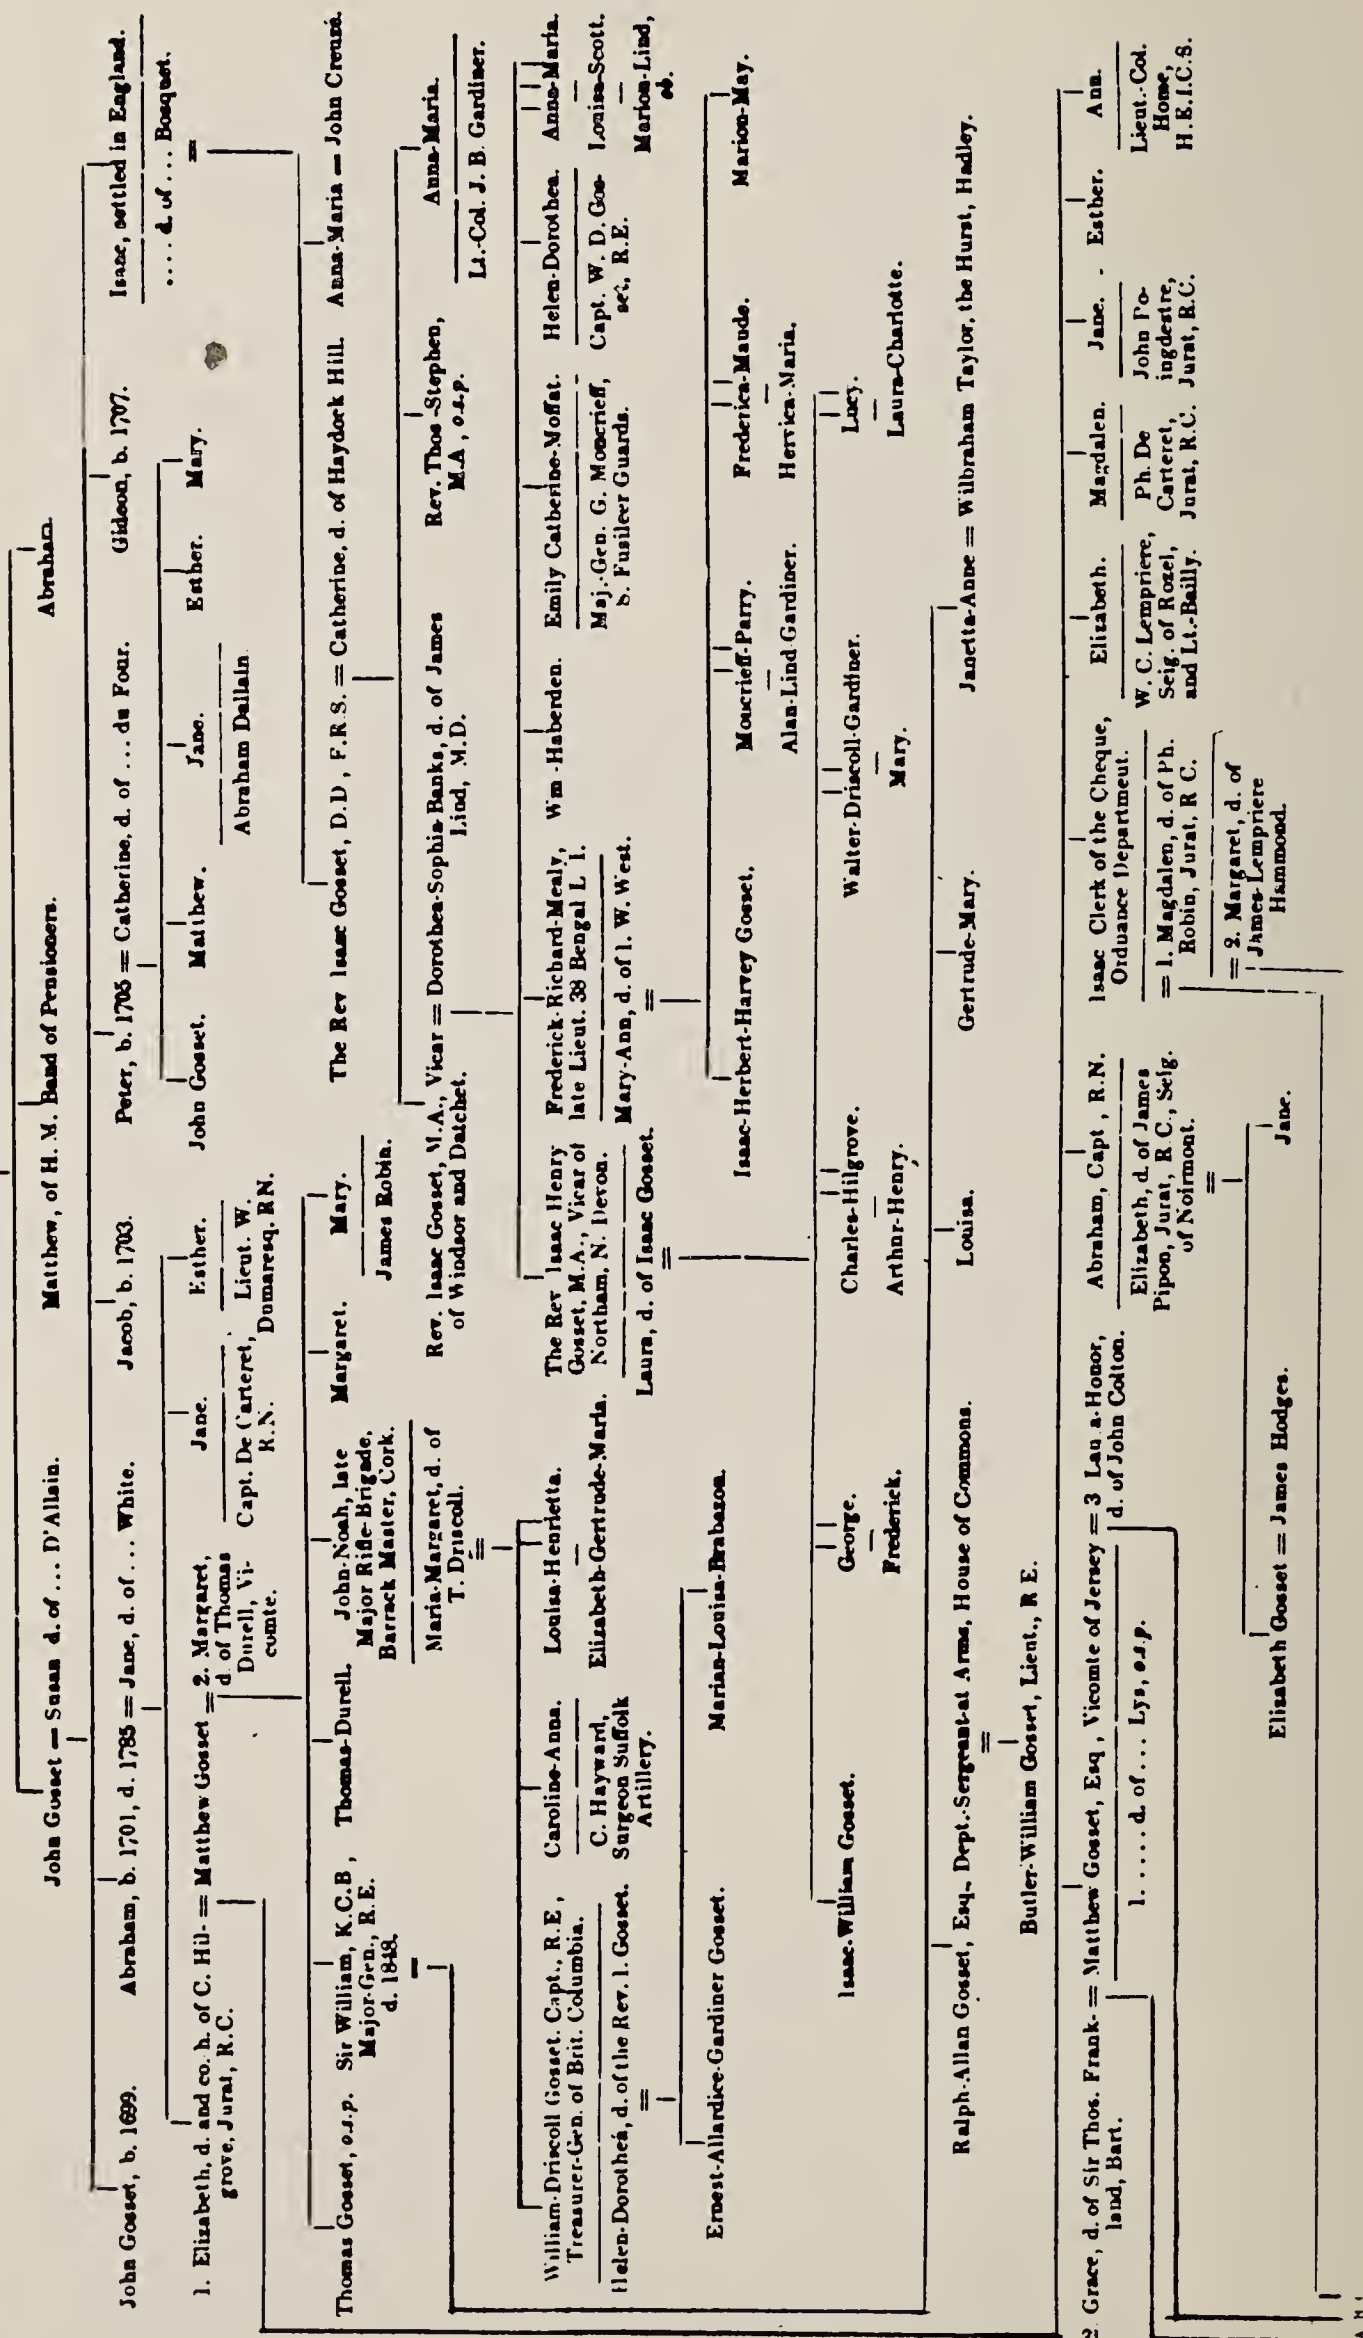 John Gosset = Susan d. of ... D'Allain.
Matthew, of H. M. Band of Pensioners.
Abraham.
John Gosset, b. 1699.
Abraham, b. 1701, d. 1785 = Jane, d. of ... White.
Jacob, b. 1703.
Peter, b. 1705 = Catherine, d. of ... du Four.
Gideon, b. 1707.
Isaac, settled in England.
.... d. of ... Bosquet.
=
1. Elizabeth, d. and co. h. of C. Hil- = Matthew Gosset = 2. Margaret,
grove, Jurat, R.C.
d. of Thomas
Durell, Vi-
comte.
Jane.
Capt. De Carteret,
R.N.
Esther.
Lieut. W.
Dumaresq, RN.
John Gosset.
Matthew.
Jane.
Abraham Dallain
Esther.
Mary.
Thomas Gosset, o.s.p.
Sir William, K.C.B,
Major-Gen., R.E.
d. 1848.
=
Thomas-Durell.
John-Noah, late
Major Rifle-Brigade,
Barrack Master, Cork.
Maria-Margaret, d. of
T. Driscoll.
=
Margaret.
Mary.
James Robin.
The Rev Isaac Gosset, D.D, F.R.S. = Catherine, d. of Haydock Hill.
Anna-Maria = John Creuzé.
Rev. Isaac Gosset, M.A., Vicar = Dorothea-Sophia-Banks, d. of James
of Windsor and Datchet.
Lind, M.D.
Rev. Thos-Stephen,
M.A, o.s.p.
Anna-Maria.
Lt.-Col. J. B. Gardiner.
William-Driscoll Gosset. Capt., R.E,
Treasurer-Gen. of Brit. Columbia.
Helen-Dorothea, d. of the Rev. I. Gosset.
=
Caroline-Anna.
C. Hayward,
Surgeon Suffolk
Artillery.
Louisa-Henrietta.
–
Elizabeth-Gertrude-Maria.
The Rev Isaac Henry
Gosset, M.A., Vicar of
Northam, N. Devon.
Laura, d. of Isaac Gosset.
=
Frederick-Richard-Mealy,
late Lieut. 38 Bengal L I.
Mary-Ann, d. of I. W. West.
=
Wm-Haberden.
Emily Catherine-Moffat.
Maj.-Gen. G. Moncrieff,
S. Fusileer Guards.
Helen-Dorothea.
Capt. W. D. Gos-
set, R.E.
Anna-Maria.
–
Louisa-Scott.
–
Marion-Lind,
ob.
Ernest-Allardice-Gardiner Gosset.
Marian-Louisa-Brabazon.
Isaac-Herbert-Harvey Gosset.
Moucrieff-Parry.
–
Alan-Lind-Gardiner.
Frederica-Maude.
–
Hervica-Maria.
Marion-May.
Isaac-William Gosset.
George.
–
Frederick.
Charles-Hilgrove.
–
Arthur-Henry.
Walter-Driscoll-Gardiner.
–
Mary.
Lucy.
–
Laura-Charlotte.
Ralph-Allan Gosset, Esq., Dept.-Sergeant-at Arms, House of Commons.
=
Butler-William Gosset, Lieut., R E.
Louisa.
Gertrude-Mary.
Janetta-Anne = Wilbraham Taylor, the Hurst, Hadley.
2. Grace, d. of Sir Thos. Frank- = Matthew Gosset, Esq, Vicomte of Jersey = 3 Laura-Honor,
land, Bart.
1. .... d. of ... Lys, o.s.p.
d. of John Colton.
Abraham, Capt, R.N.
Elizabeth, d. of James
Pipon, Jurat, R.C., Seig.
of Noirmont.
=
Isaac Clerk of the Cheque,
Ordnance Department.
= 1. Magdalen, d. of Ph.
Robin, Jurat, R C.
= 2. Margaret, d. of
James-Lempriere
Hammond.
Elizabeth.
W. C. Lempriere,
Seig. of Rozel,
and Lt.-Bailly.
Magdalen.
Ph. De
Carteret,
Jurat, R.C.
Jane.
John Po-
ingdestre,
Jurat, R.C.
Esther.
Ann.
Lieut.-Col.
Home,
H.E.I.C.S.
Elizabeth Gosset = James Hodges.
Jane.